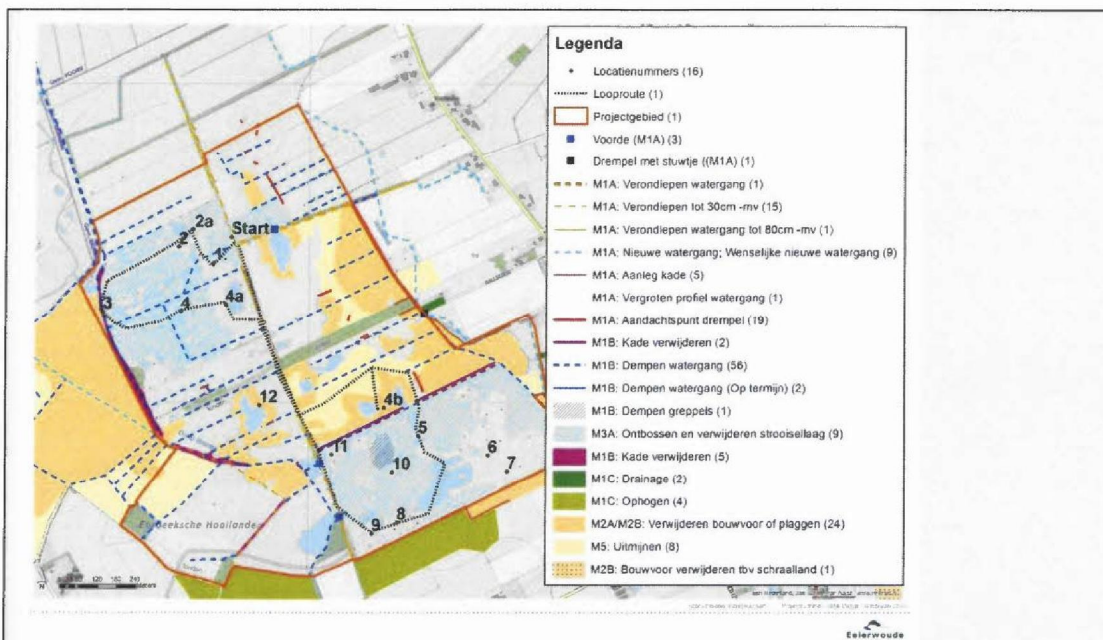 Legenda
Locatienummers (16)
Looproute (1)
Projectgebied (1)
Voorde (M1A) (3)
Drempel met stuwtje ((M1A) (1)
M1A: Verondiepen watergang (1)
M1A: Verondiepen tot 30cm -mv (15)
M1A: Verondiepen watergang tot 80cm -mv (1)
M1A: Nieuwe watergang; Wenselijke nieuwe watergang (9)
M1A: Aanleg kade (5)
M1A: Vergroten profiel watergang (1)
M1A: Aandachtspunt drempel (19)
M1B: Kade verwijderen (2)
M1B: Dempen watergang (56)
M1B: Dempen watergang (Op termijn) (2)
M1B: Dempen greppels (1)
M3A: Ontbossen en verwijderen strooisellaag (9)
M1B: Kade verwijderen (5)
M1C: Drainage (2)
M1C: Ophogen (4)
M2A/M2B: Verwijderen bouwvoor of plaggen (24)
M5: Uitmijnen (8)
M2B: Bouwvoor verwijderen tbv schraalland (1)
2a
Start
2
1
3
4
4a
12
4b
5
11
6
10
7
8
9
Hooilanden
N
Eelerwoude